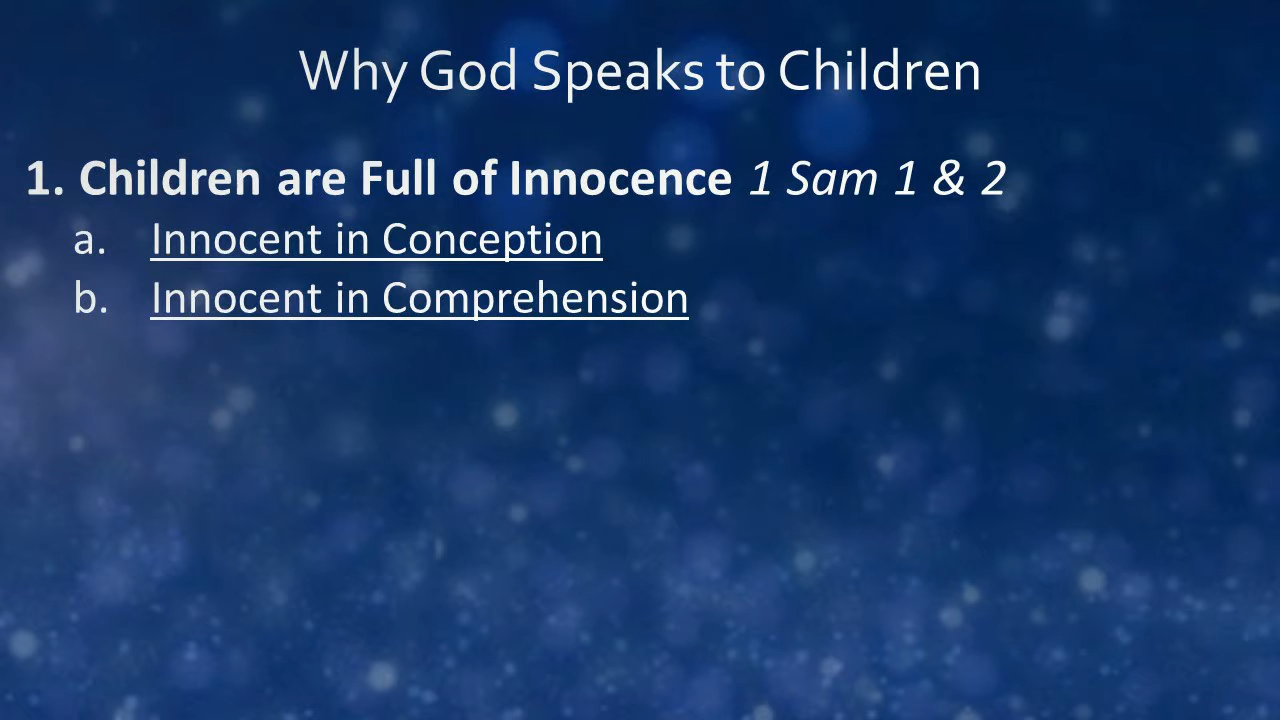 Why God Speaks to Children
1. Children are Full of Innocence 1 Sam 1 & 2
a. Innocent in Conception
b. Innocent in Comprehension